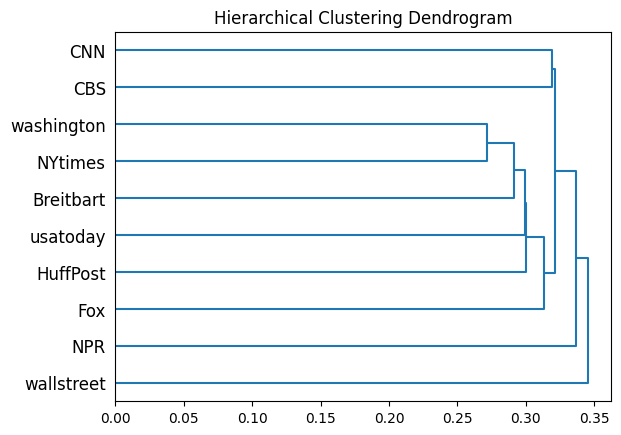 Hierarchical Clustering Dendrogram
CNN
CBS
washington
NYtimes
Breitbart
usatoday
HuffPost
Fox
NPR
wallstreet
0.00 0.05 0.10 0.15 0.20 0.25 0.30 0.35